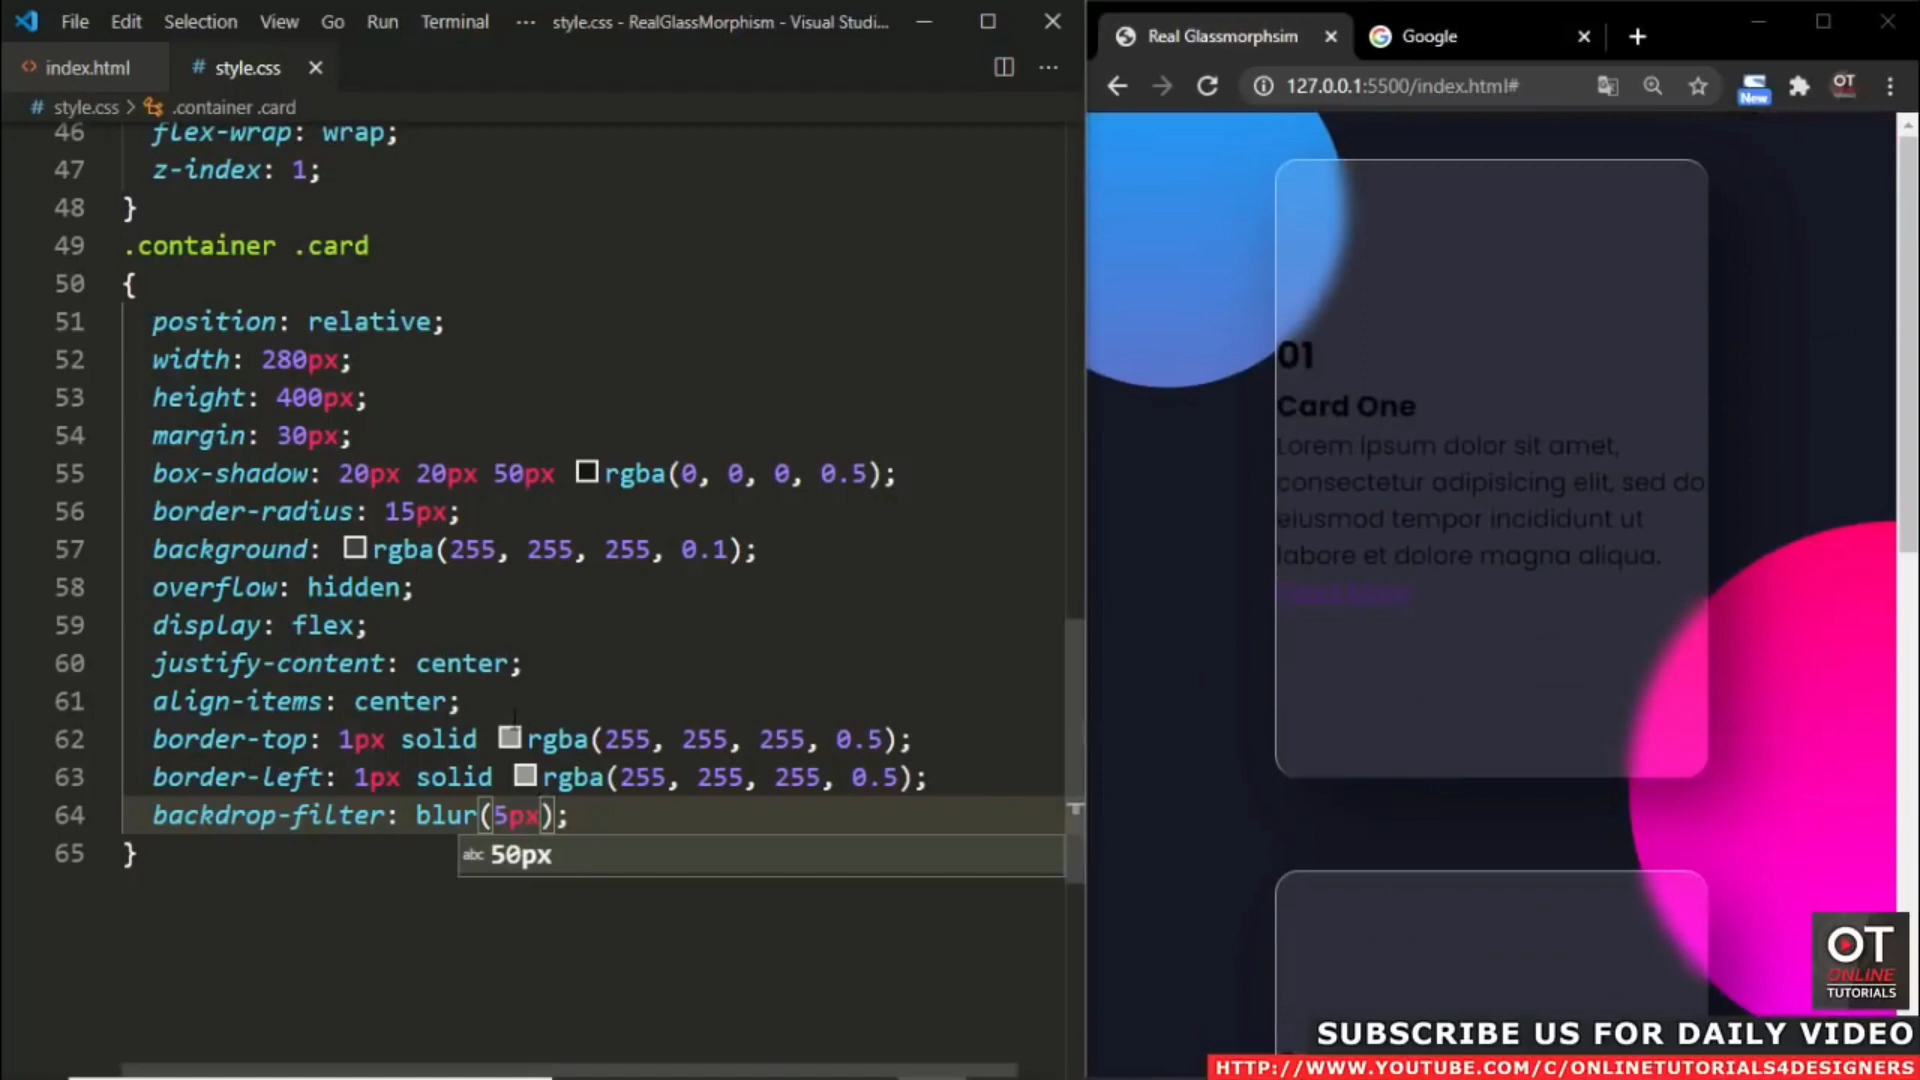 File Edit Selection View Go Run Terminal ··· style.css - RealGlassMorphism - Visual Studi...
index.html # style.css
# style.css > .container .card
46 flex-wrap: wrap;
47 z-index: 1;
48 }
49 .container .card
50 {
51 position: relative;
52 width: 280px;
53 height: 400px;
54 margin: 30px;
55 box-shadow: 20px 20px 50px rgba(0, 0, 0, 0.5);
56 border-radius: 15px;
57 background: rgba(255, 255, 255, 0.1);
58 overflow: hidden;
59 display: flex;
60 justify-content: center;
61 align-items: center;
62 border-top: 1px solid rgba(255, 255, 255, 0.5);
63 border-left: 1px solid rgba(255, 255, 255, 0.5);
64 backdrop-filter: blur(5px);
abc 50px
65 }
Real Glassmorphsim
Google
127.0.0.1:5500/index.html#
New
OT
01
Card One
Lorem ipsum dolor sit amet,
consectetur adipisicing elit, sed do
eiusmod tempor incididunt ut
labore et dolore magna aliqua.
OT
ONLINE
TUTORIALS
SUBSCRIBE US FOR DAILY VIDEO
HTTP://WWW.YOUTUBE.COM/C/ONLINETUTORIALS4DESIGNERS